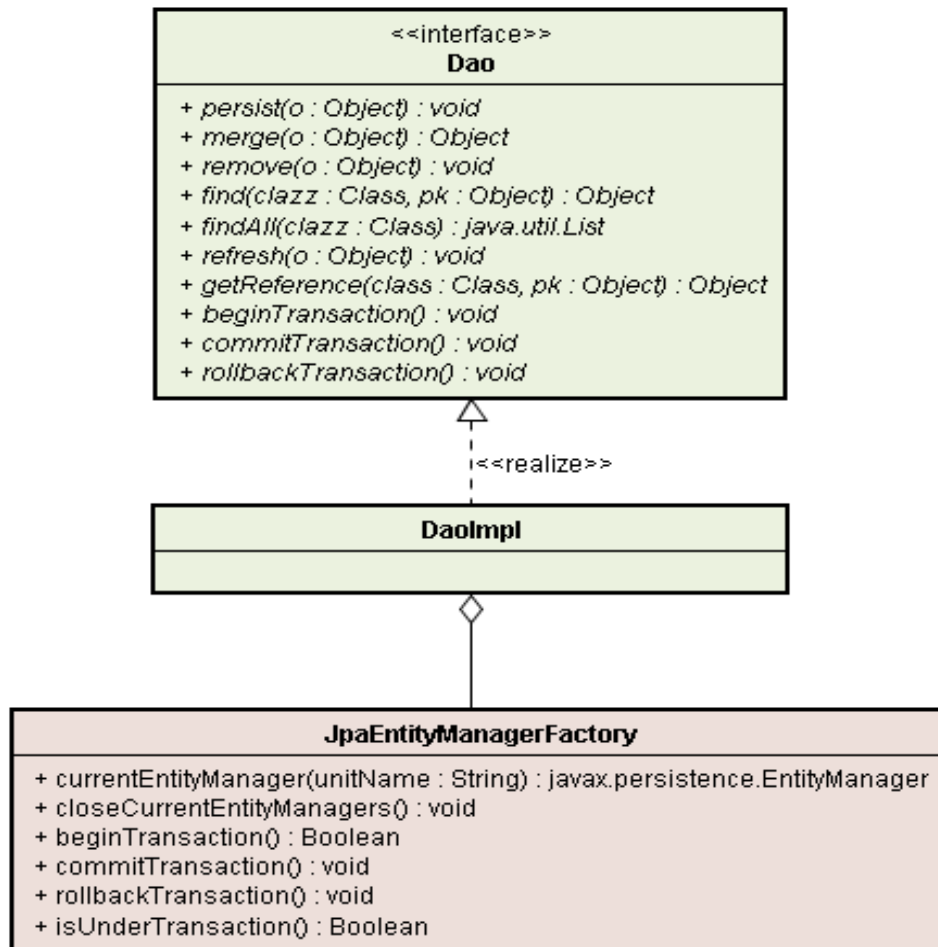 <<interface>>
Dao
+ persist(o : Object) : void
+ merge(o : Object) : Object
+ remove(o : Object) : void
+ find(clazz : Class, pk : Object) : Object
+ findAll(clazz : Class) : java.util.List
+ refresh(o : Object) : void
+ getReference(class : Class, pk : Object) : Object
+ beginTransaction() : void
+ commitTransaction() : void
+ rollbackTransaction() : void
<<realize>>
DaoImpl
JpaEntityManagerFactory
+ currentEntityManager(unitName : String) : javax.persistence.EntityManager
+ closeCurrentEntityManagers() : void
+ beginTransaction() : Boolean
+ commitTransaction() : void
+ rollbackTransaction() : void
+ isUnderTransaction() : Boolean